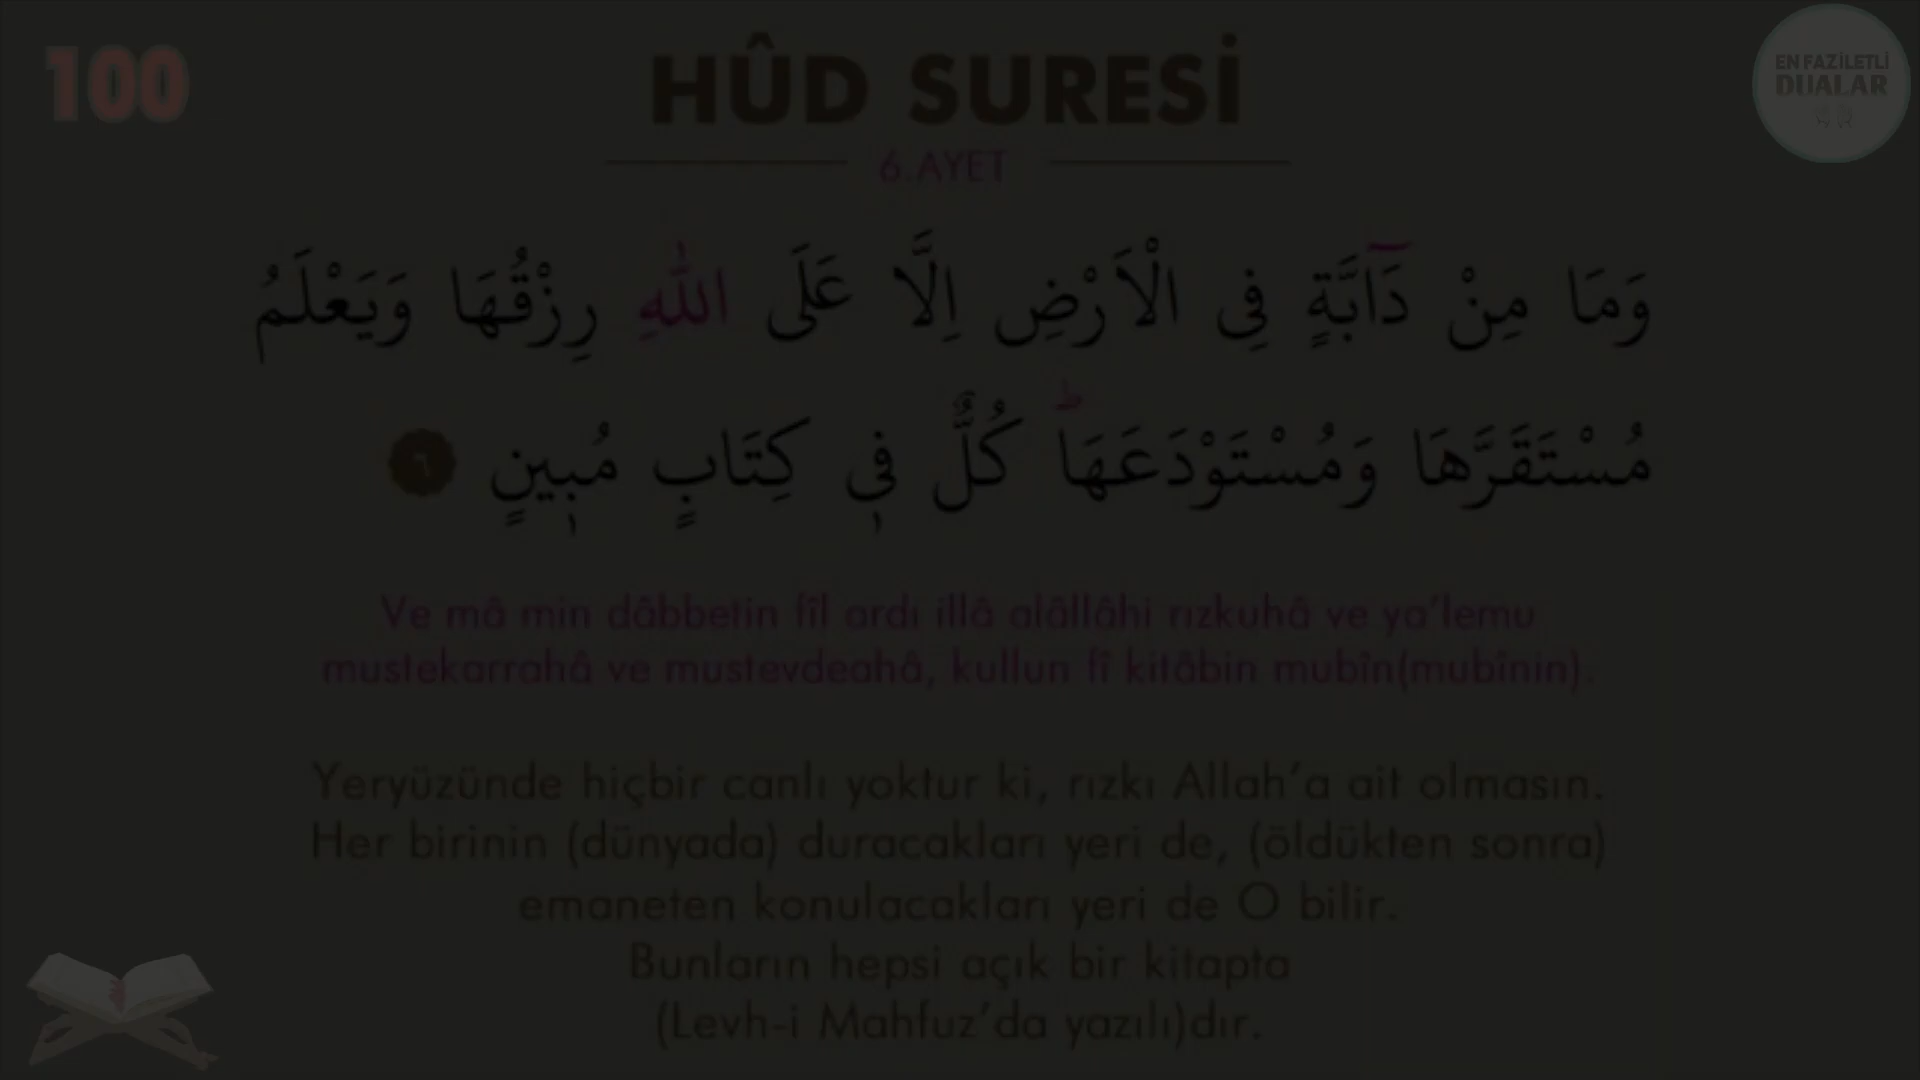 100
HÛD SURESİ
EN FAZİLETLİ
DUALAR
6.AYET
وَمَا مِنْ دَٓابَّةٍ فِى الْاَرْضِ اِلَّا عَلَى اللّٰهِ رِزْقُهَا وَيَعْلَمُ
مُسْتَقَرَّهَا وَمُسْتَوْدَعَهَاۜ كُلٌّ فٖى كِتَابٍ مُبٖينٍ ٦
Ve mâ min dâbbetin fîl ardı illâ alâllâhi rızkuhâ ve ya’lemu
mustekarrahâ ve mustevdeahâ, kullun fî kitâbin mubîn(mubînin).
Yeryüzünde hiçbir canlı yoktur ki, rızkı Allah’a ait olmasın.
Her birinin (dünyada) duracakları yeri de, (öldükten sonra)
emaneten konulacakları yeri de O bilir.
Bunların hepsi açık bir kitapta
(Levh-i Mahfuz’da yazılı)dır.